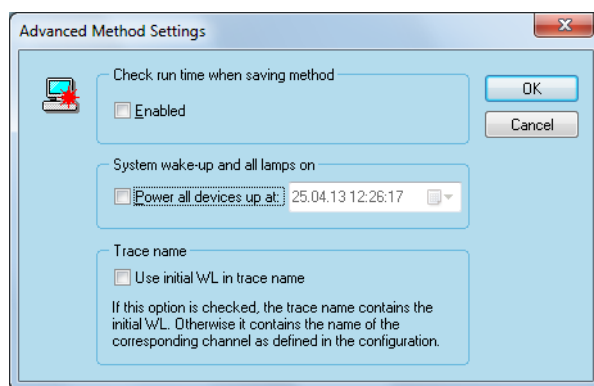 Advanced Method Settings
Check run time when saving method
Enabled
OK
Cancel
System wake-up and all lamps on
Power all devices up at: 25.04.13 12:26:17
Trace name
Use initial WL in trace name
If this option is checked, the trace name contains the
initial WL. Otherwise it contains the name of the
corresponding channel as defined in the configuration.